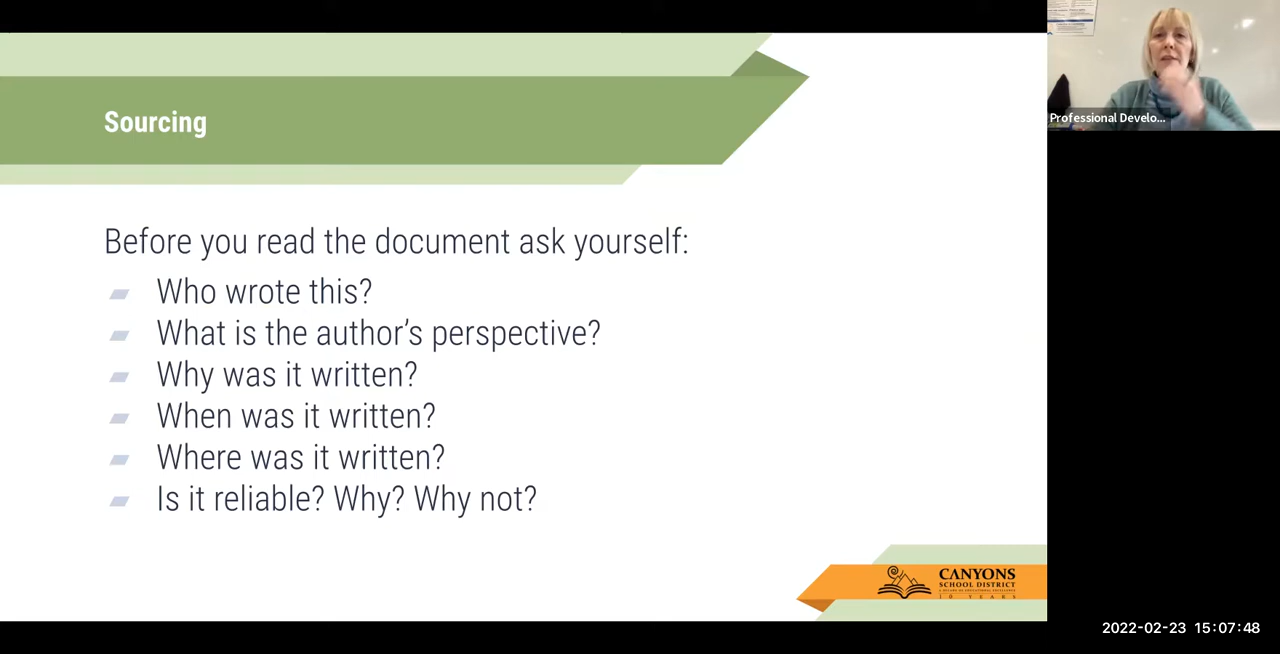 Sourcing
Before you read the document ask yourself:
Who wrote this?
What is the author's perspective?
Why was it written?
When was it written?
Where was it written?
Is it reliable? Why? Why not?
Professional Develo...
CANYONS
SCHOOL DISTRICT
10 YEARS
2022-02-23 15:07:48